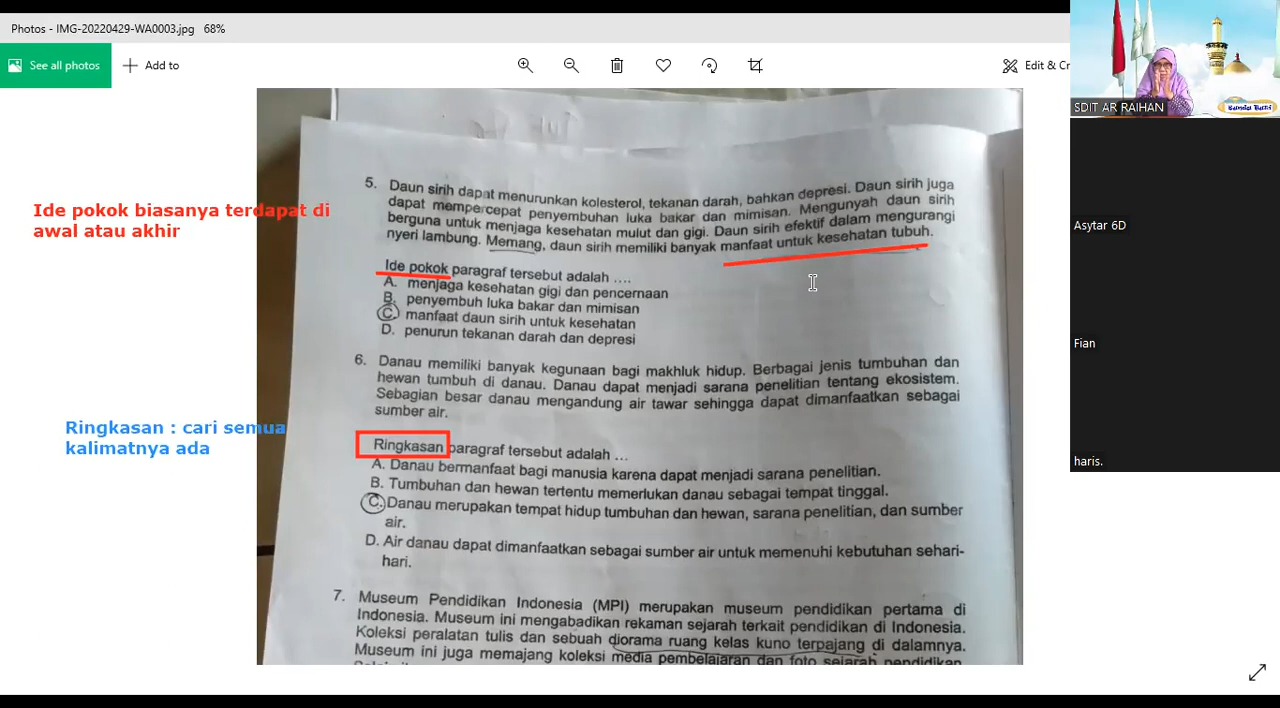 Photos - IMG-20220429-WA0003.jpg 68%
See all photos
Add to
Edit & Cr
SDIT AR RAIHAN
Asytar 6D
Fian
haris.
Ide pokok biasanya terdapat di
awal atau akhir
Ringkasan : cari semua
kalimatnya ada
5. Daun sirih dapat menurunkan kolesterol, tekanan darah, bahkan depresi. Daun sirih juga
dapat mempercepat penyembuhan luka bakar dan mimisan. Mengunyah daun sirih
berguna untuk menjaga kesehatan mulut dan gigi. Daun sirih efektif dalam mengurangi
nyeri lambung. Memang, daun sirih memiliki banyak manfaat untuk kesehatan tubuh.
Ide pokok paragraf tersebut adalah ....
A. menjaga kesehatan gigi dan pencernaan
B. penyembuh luka bakar dan mimisan
C. manfaat daun sirih untuk kesehatan
D. penurun tekanan darah dan depresi
6. Danau memiliki banyak kegunaan bagi makhluk hidup. Berbagai jenis tumbuhan dan
hewan tumbuh di danau. Danau dapat menjadi sarana penelitian tentang ekosistem.
Sebagian besar danau mengandung air tawar sehingga dapat dimanfaatkan sebagai
sumber air.
Ringkasan paragraf tersebut adalah ...
A. Danau bermanfaat bagi manusia karena dapat menjadi sarana penelitian.
B. Tumbuhan dan hewan tertentu memerlukan danau sebagai tempat tinggal.
C. Danau merupakan tempat hidup tumbuhan dan hewan, sarana penelitian, dan sumber
air.
D. Air danau dapat dimanfaatkan sebagai sumber air untuk memenuhi kebutuhan sehari-
hari.
7. Museum Pendidikan Indonesia (MPI) merupakan museum pendidikan pertama di
Indonesia. Museum ini mengabadikan rekaman sejarah terkait pendidikan di Indonesia.
Koleksi peralatan tulis dan sebuah diorama ruang kelas kuno terpajang di dalamnya.
Museum ini juga memajang koleksi media pembelajaran dan foto sejarah pendidikan